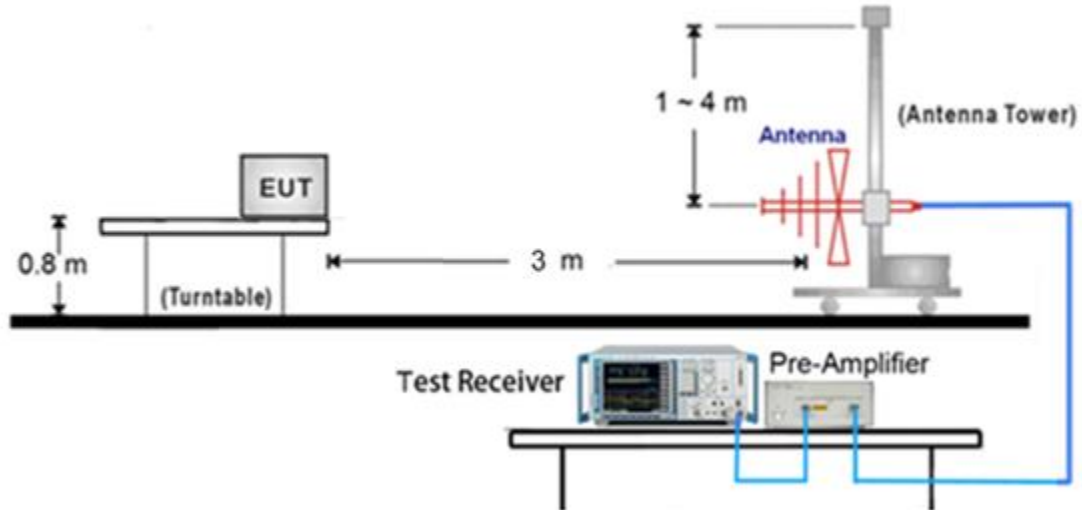 1 ~ 4 m
(Antenna Tower)
Antenna
EUT
0.8 m
3 m
(Turntable)
Test Receiver
Pre-Amplifier